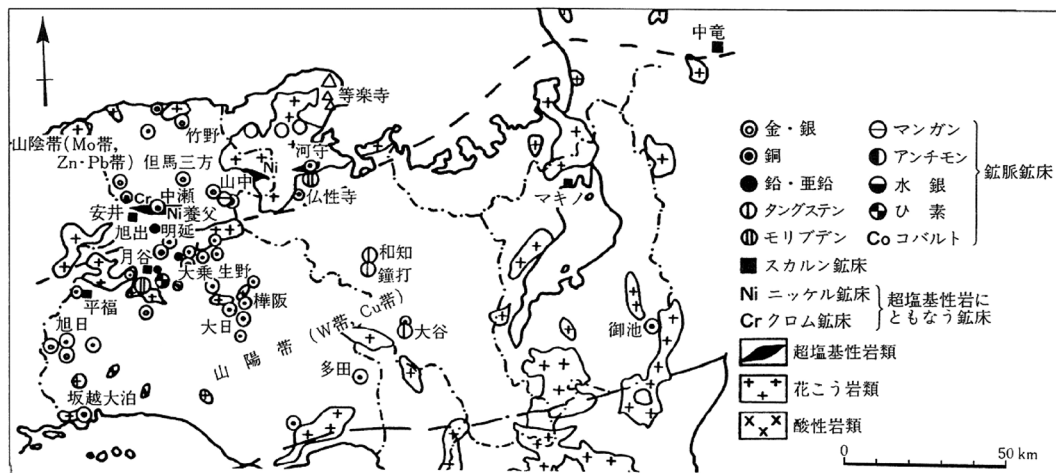 中竜
等楽寺
竹野
山陰帯(Mo帯,
Zn・Pb帯)
但馬三方
河守
Ni
山中
仏性寺
マキノ
Cr
中瀬
安井
Ni
養父
旭出
明延
月谷
大乗
生野
和知
鐘打
平福
樺阪
旭日
大日
大谷
御池
山陽帯(W帯,Cu帯)
多田
坂越大泊
金・銀
銅
鉛・亜鉛
タングステン
モリブデン
マンガン
アンチモン
水銀
ひ素
Co コバルト
鉱脈鉱床
スカルン鉱床
Ni ニッケル鉱床
Cr クロム鉱床
超塩基性岩に
ともなう鉱床
超塩基性岩類
花こう岩類
酸性岩類
0
50 km